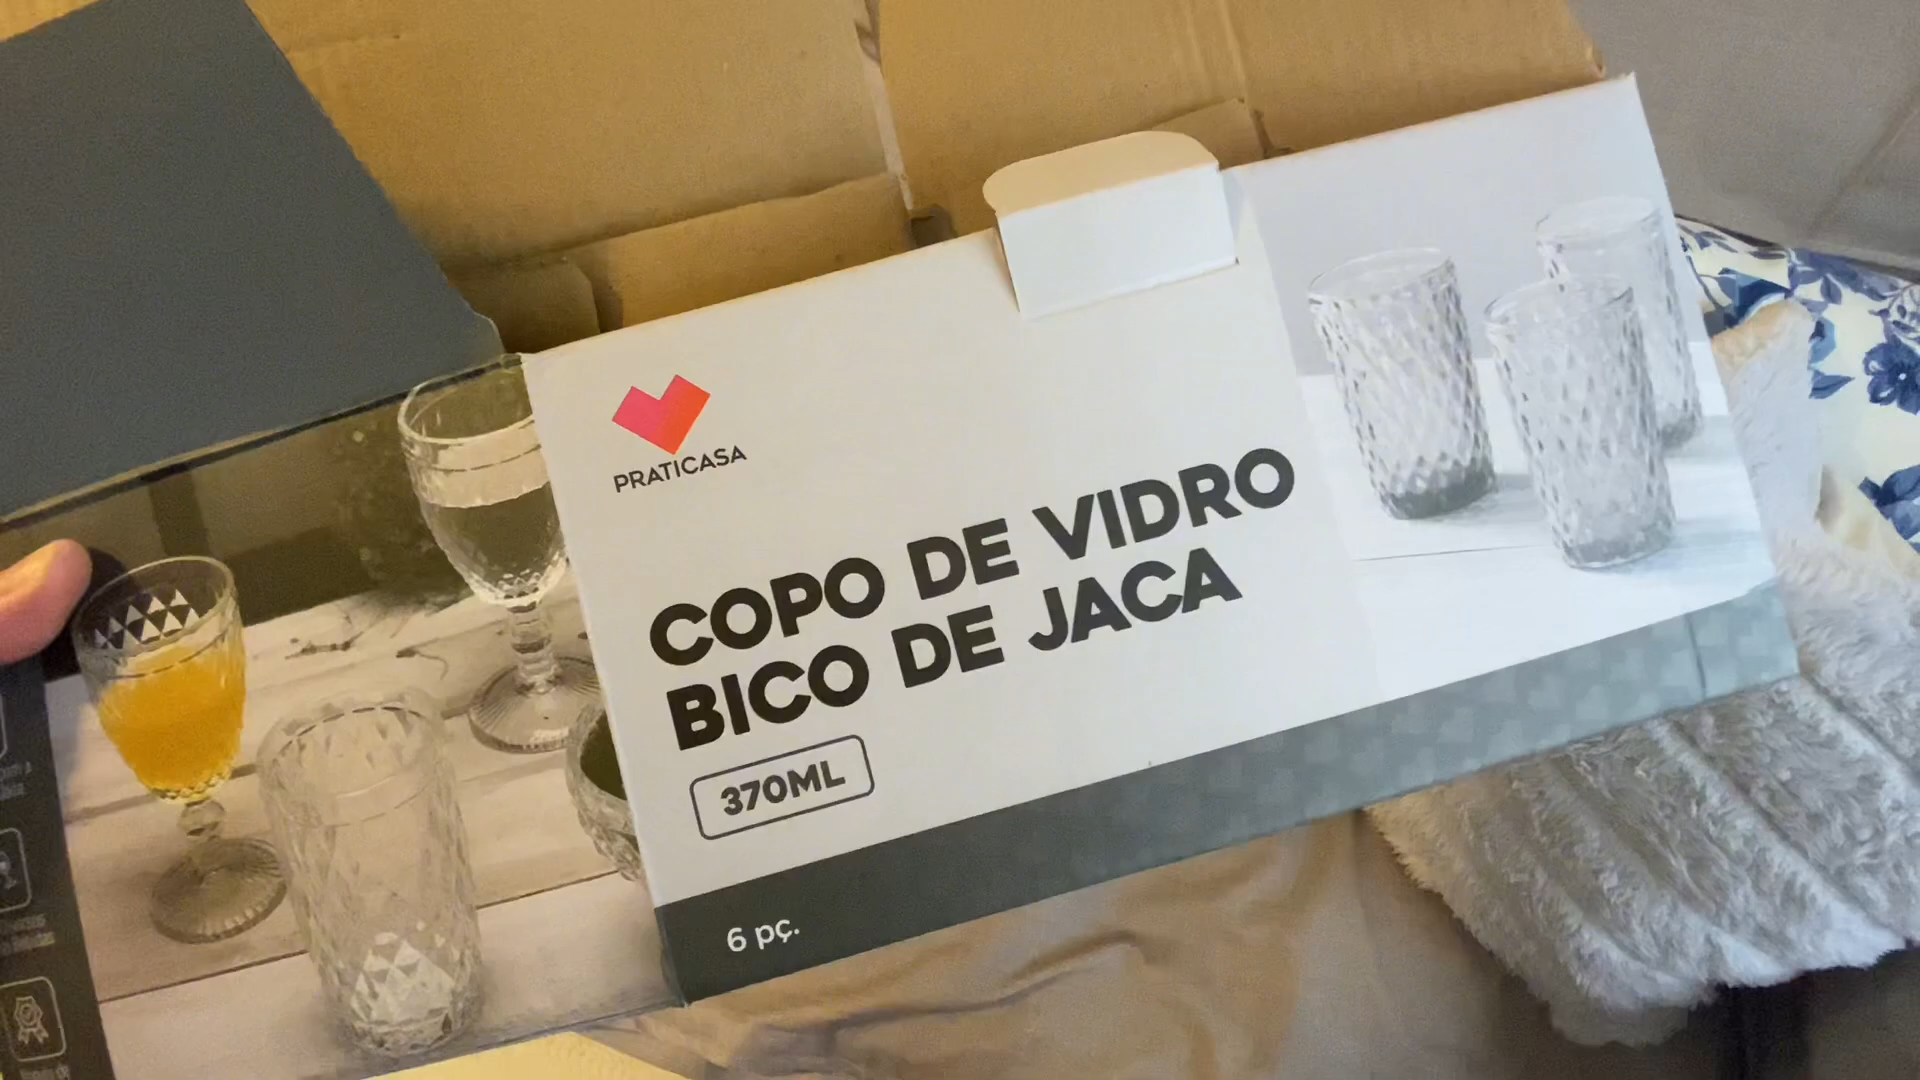 PRATICASA
COPO DE VIDRO
BICO DE JACA
370ML
6 pç.